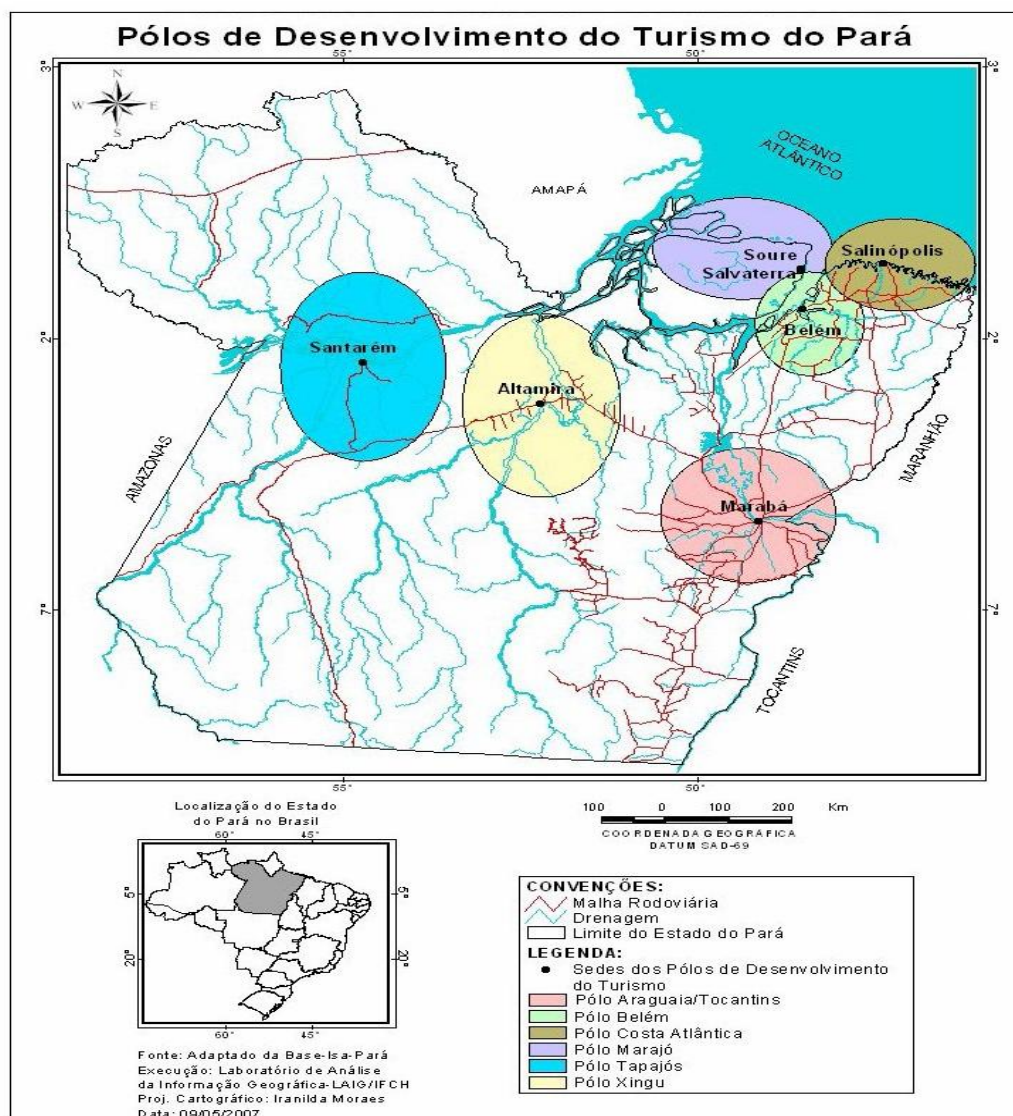 Pólos de Desenvolvimento do Turismo do Pará
55° 50°
3° 3°
N
W E
S
OCEANO
ATLÂNTICO
AMAPÁ
Soure
Salvaterra
Salinópolis
Belém
2° 2°
Santarém
Altamira
AMAZONAS
MARANHÃO
Marabá
7° 7°
TOCANTINS
55° 50°
Localização do Estado
do Pará no Brasil
60° 45°
5° 5°
20° 20°
60° 45°
100 0 100 200 Km
COORDENADA GEOGRÁFICA
DATUM SAD-69
CONVENÇÕES:
Malha Rodoviária
Drenagem
Limite do Estado do Pará
LEGENDA:
Sedes dos Pólos de Desenvolvimento
do Turismo
Pólo Araguaia/Tocantins
Pólo Belém
Pólo Costa Atlântica
Pólo Marajó
Pólo Tapajós
Pólo Xingu
Fonte: Adaptado da Base-Isa-Pará
Execução: Laboratório de Análise
da Informação Geográfica-LAIG/IFCH
Proj. Cartográfico: Iranilda Moraes
Data: 09/05/2007